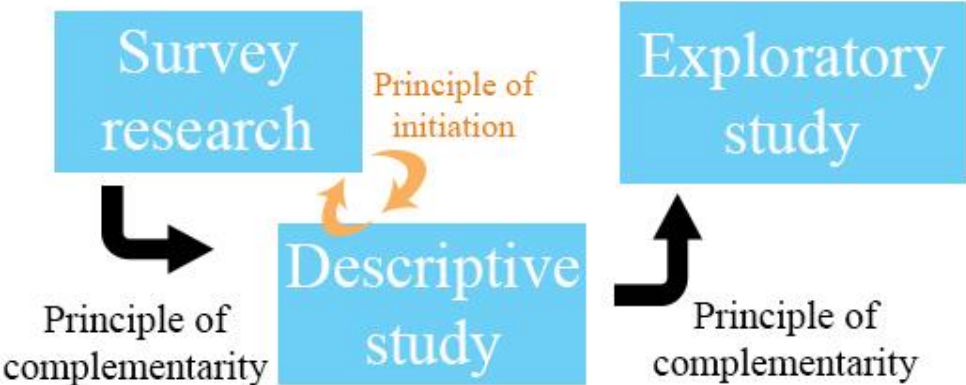 Survey
research
Principle of
initiation
Exploratory
study
Descriptive
study
Principle of
complementarity
Principle of
complementarity